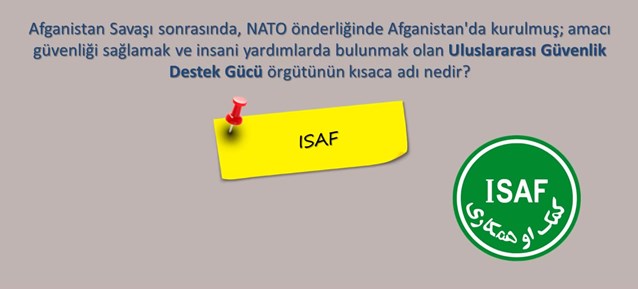 Afganistan Savaşı sonrasında, NATO önderliğinde Afganistan'da kurulmuş; amacı
güvenliği sağlamak ve insani yardımlarda bulunmak olan Uluslararası Güvenlik
Destek Gücü örgütünün kısaca adı nedir?
ISAF
ISAF
کمک او همکاری